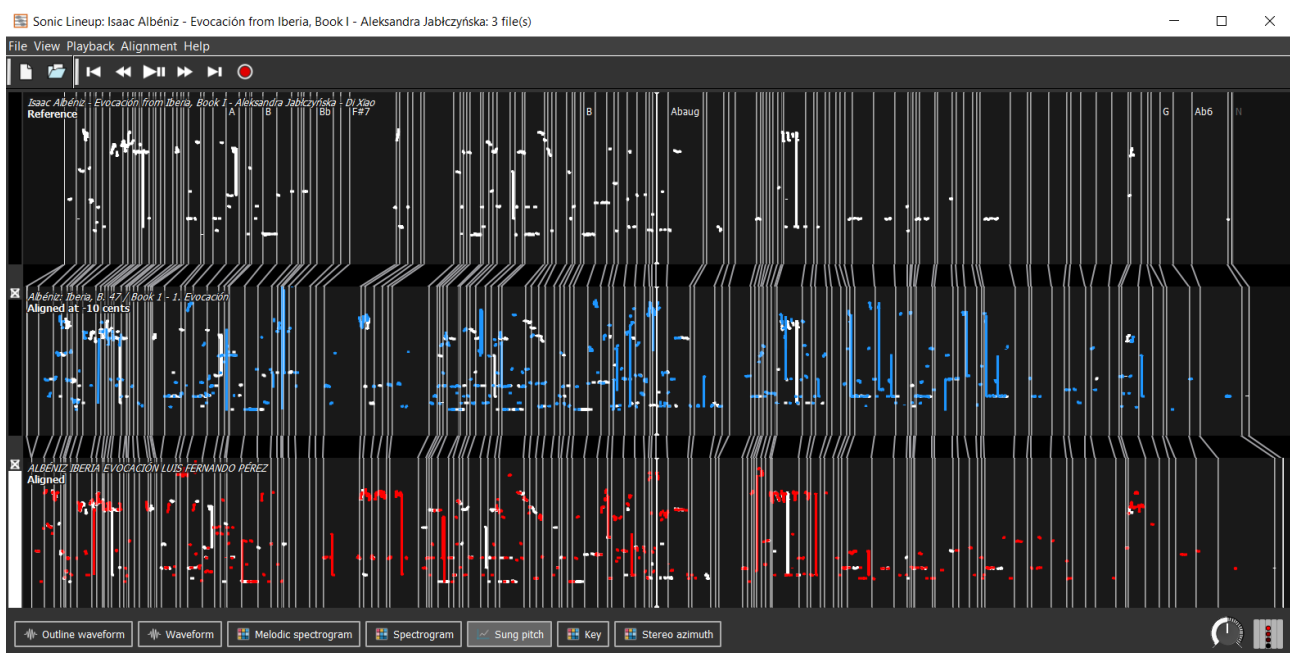 Sonic Lineup: Isaac Albéniz - Evocación from Iberia, Book I - Aleksandra Jabłczyńska: 3 file(s)
File View Playback Alignment Help
Isaac Albéniz - Evocación from Iberia, Book I - Aleksandra Jabłczyńska - Di Xiao
Reference
A B Bb F#7 B Abaug G Ab6 N
Albéniz: Iberia, B. 47 / Book 1 - 1. Evocación
Aligned at -10 cents
ALBÉNIZ IBERIA EVOCACIÓN LUIS FERNANDO PÉREZ
Aligned
Outline waveform Waveform Melodic spectrogram Spectrogram Sung pitch Key Stereo azimuth